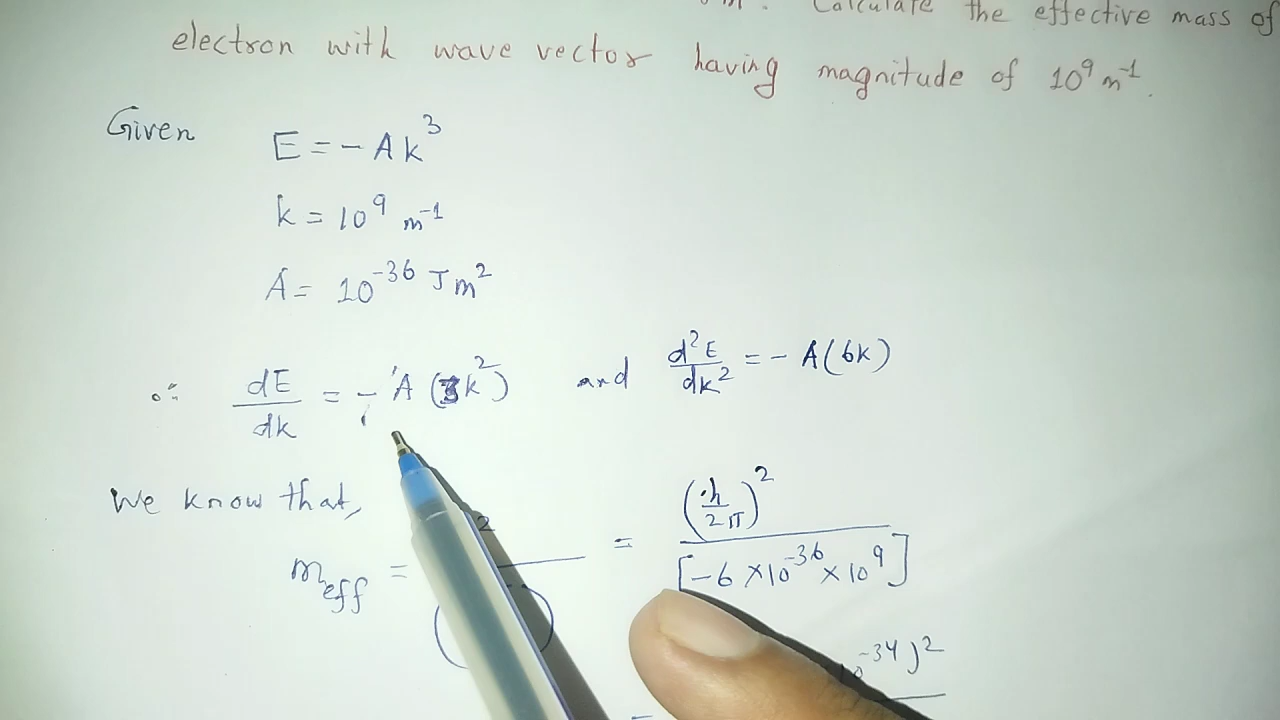 Calculate the effective mass of
electron with wave vector having magnitude of 10⁹ m⁻¹.
Given E = - A k³
k = 10⁹ m⁻¹
A = 10⁻³⁶ J m²
∴ dE/dk = - A (3k²) and d²E/dk² = - A(6k)
We know that,
m_eff = = (h/2π)² / [-6 × 10⁻³⁶ × 10⁹]
⁻³⁴)²